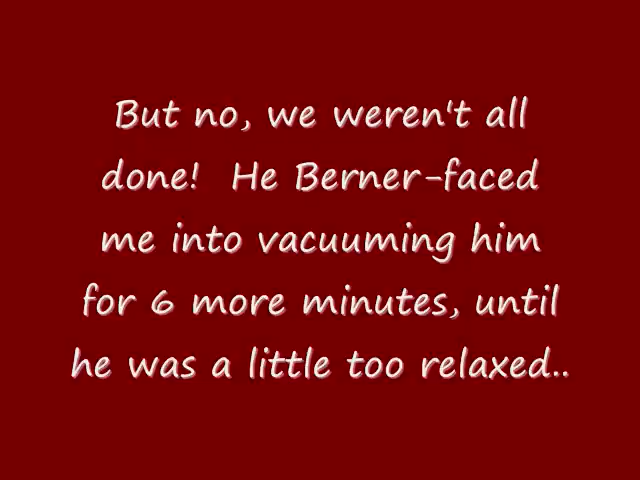 But no, we weren't all
done!  He Berner-faced
me into vacuuming him
for 6 more minutes, until
he was a little too relaxed..